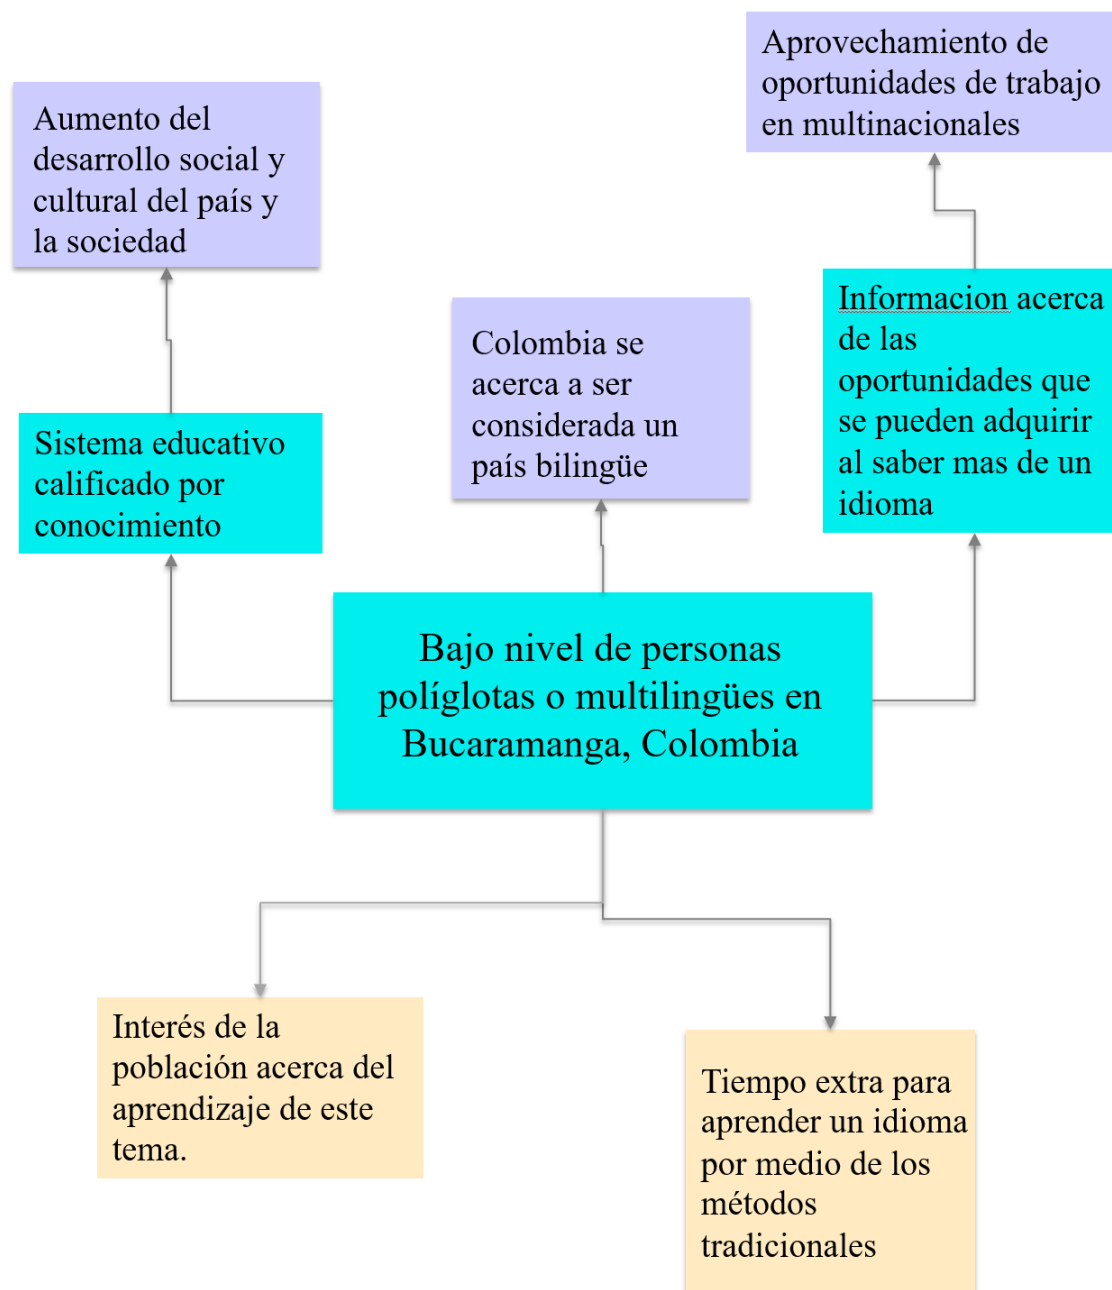 Aprovechamiento de
oportunidades de trabajo
en multinacionales
Aumento del
desarrollo social y
cultural del país y
la sociedad
Informacion acerca
de las
oportunidades que
se pueden adquirir
al saber mas de un
idioma
Colombia se
acerca a ser
considerada un
país bilingüe
Sistema educativo
calificado por
conocimiento
Bajo nivel de personas
políglotas o multilingües en
Bucaramanga, Colombia
Interés de la
población acerca del
aprendizaje de este
tema.
Tiempo extra para
aprender un idioma
por medio de los
métodos
tradicionales